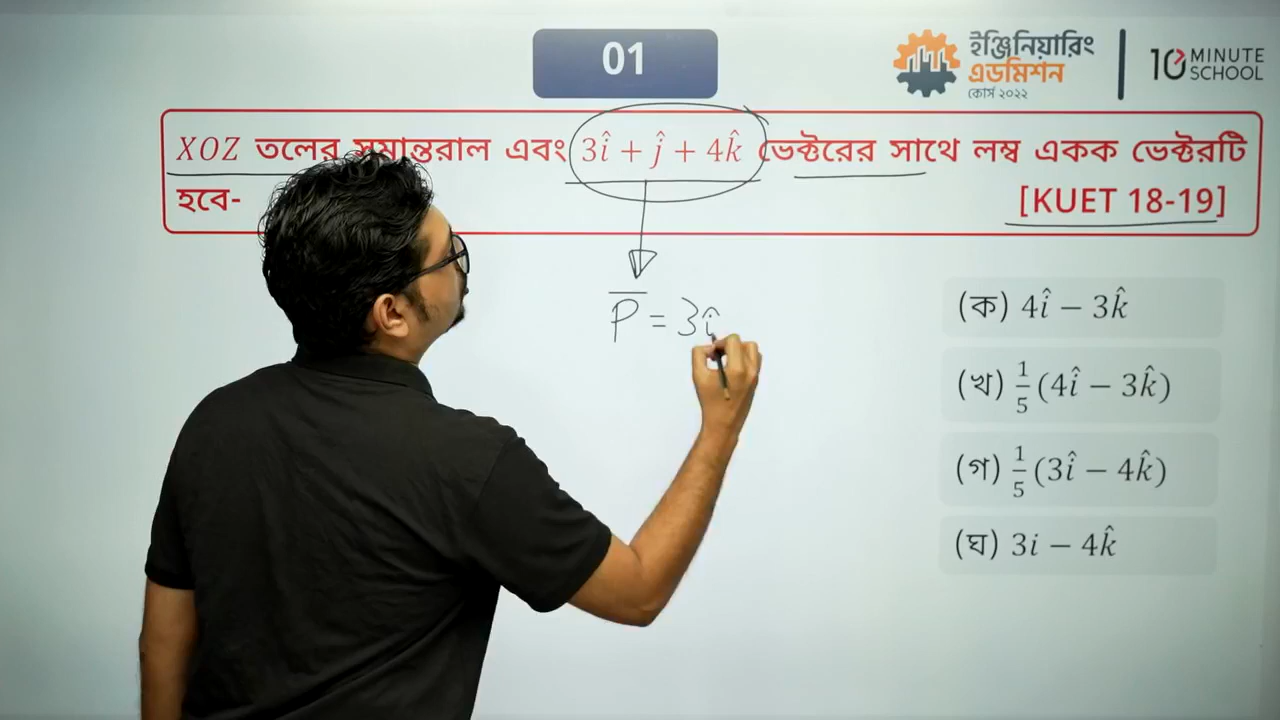 01
ইঞ্জিনিয়ারিং
এডমিশন
কোর্স ২০২২
10 MINUTE SCHOOL
XOZ তলের সমান্তরাল এবং 3î + ĵ + 4k̂ ভেক্টরের সাথে লম্ব একক ভেক্টরটি
হবে-
[KUET 18-19]
P̅ = 3î
(ক) 4î − 3k̂
(খ) 1/5 (4î − 3k̂)
(গ) 1/5 (3î − 4k̂)
(ঘ) 3i − 4k̂